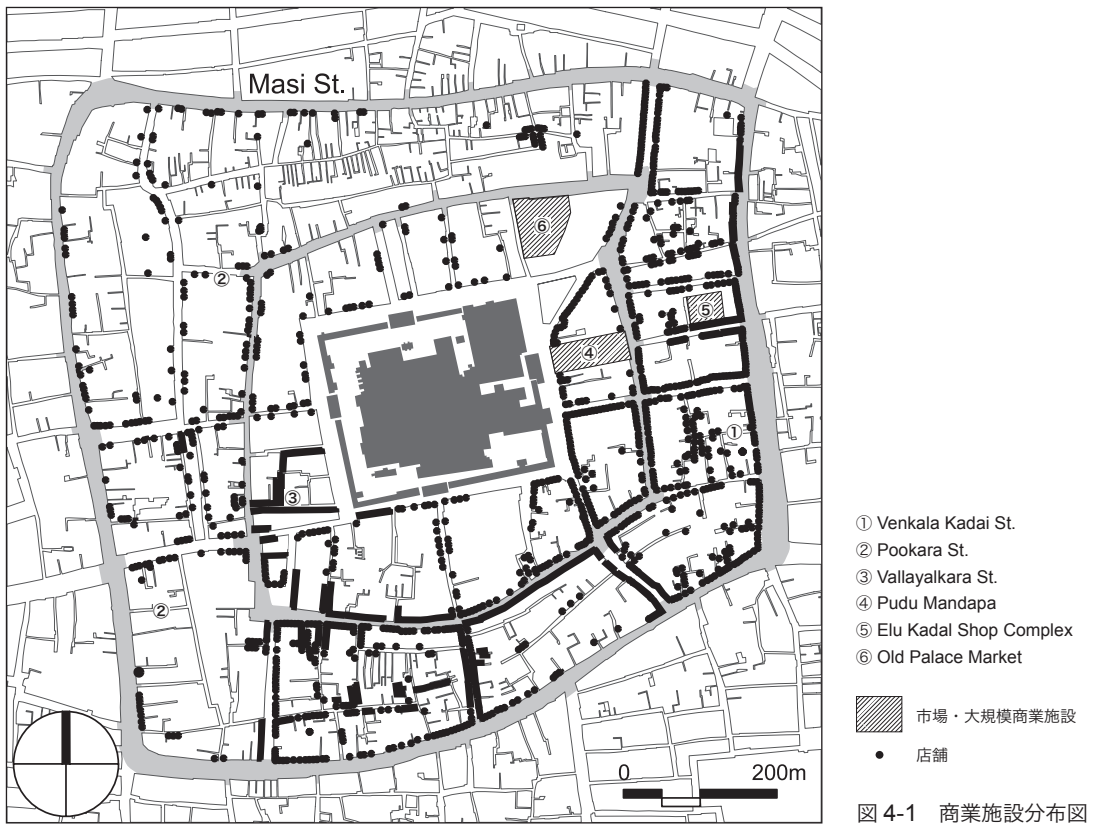 Masi St.
⑥
②
⑤
④
①
③
②
0 200m
① Venkala Kadai St.
② Pookara St.
③ Vallayalkara St.
④ Pudu Mandapa
⑤ Elu Kadal Shop Complex
⑥ Old Palace Market
市場・大規模商業施設
店舗
図 4-1 商業施設分布図